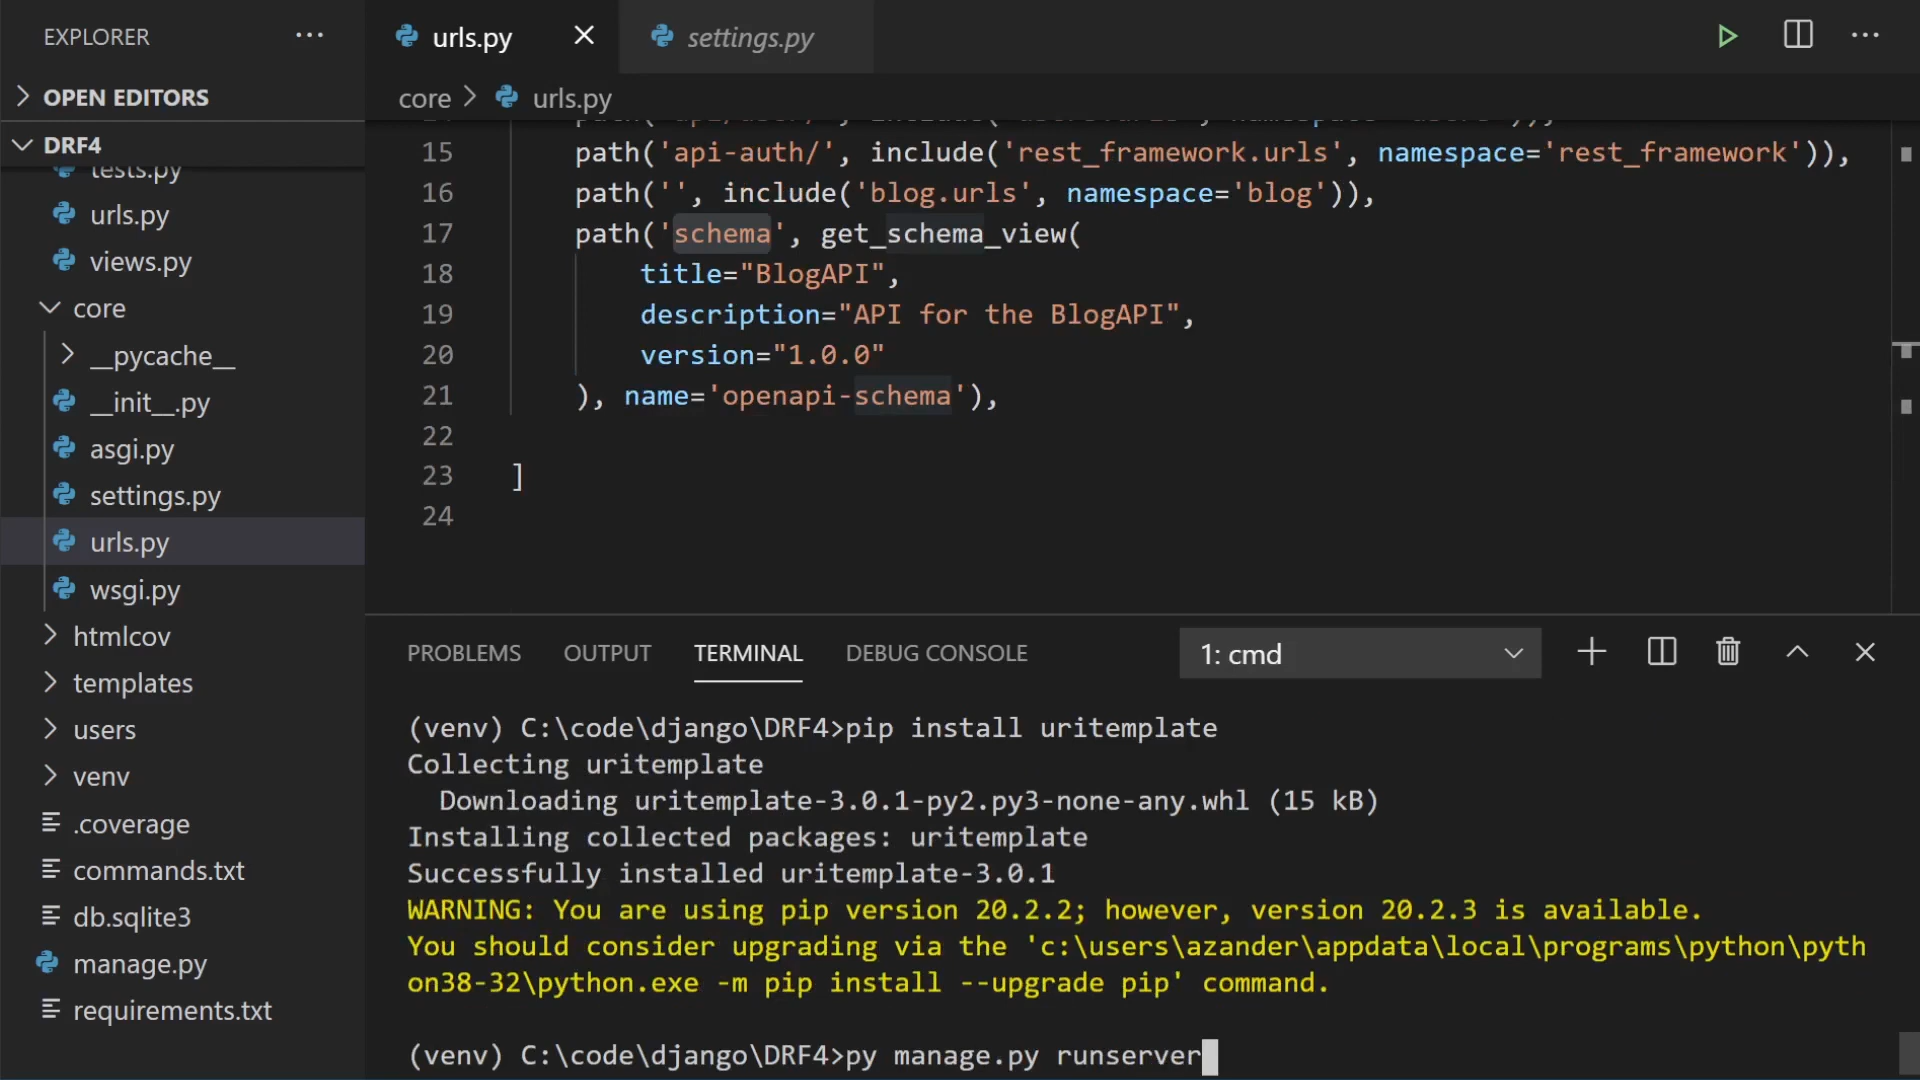 EXPLORER
urls.py
settings.py
OPEN EDITORS
core > urls.py
DRF4
tests.py
urls.py
views.py
core
__pycache__
__init__.py
asgi.py
settings.py
urls.py
wsgi.py
htmlcov
templates
users
venv
.coverage
commands.txt
db.sqlite3
manage.py
requirements.txt
15 path('api-auth/', include('rest_framework.urls', namespace='rest_framework')),
16 path('', include('blog.urls', namespace='blog')),
17 path('schema', get_schema_view(
18 title="BlogAPI",
19 description="API for the BlogAPI",
20 version="1.0.0"
21 ), name='openapi-schema'),
22
23 ]
24
PROBLEMS OUTPUT TERMINAL DEBUG CONSOLE 1: cmd
(venv) C:\code\django\DRF4>pip install uritemplate
Collecting uritemplate
Downloading uritemplate-3.0.1-py2.py3-none-any.whl (15 kB)
Installing collected packages: uritemplate
Successfully installed uritemplate-3.0.1
WARNING: You are using pip version 20.2.2; however, version 20.2.3 is available.
You should consider upgrading via the 'c:\users\azander\appdata\local\programs\python\pyth
on38-32\python.exe -m pip install --upgrade pip' command.
(venv) C:\code\django\DRF4>py manage.py runserver